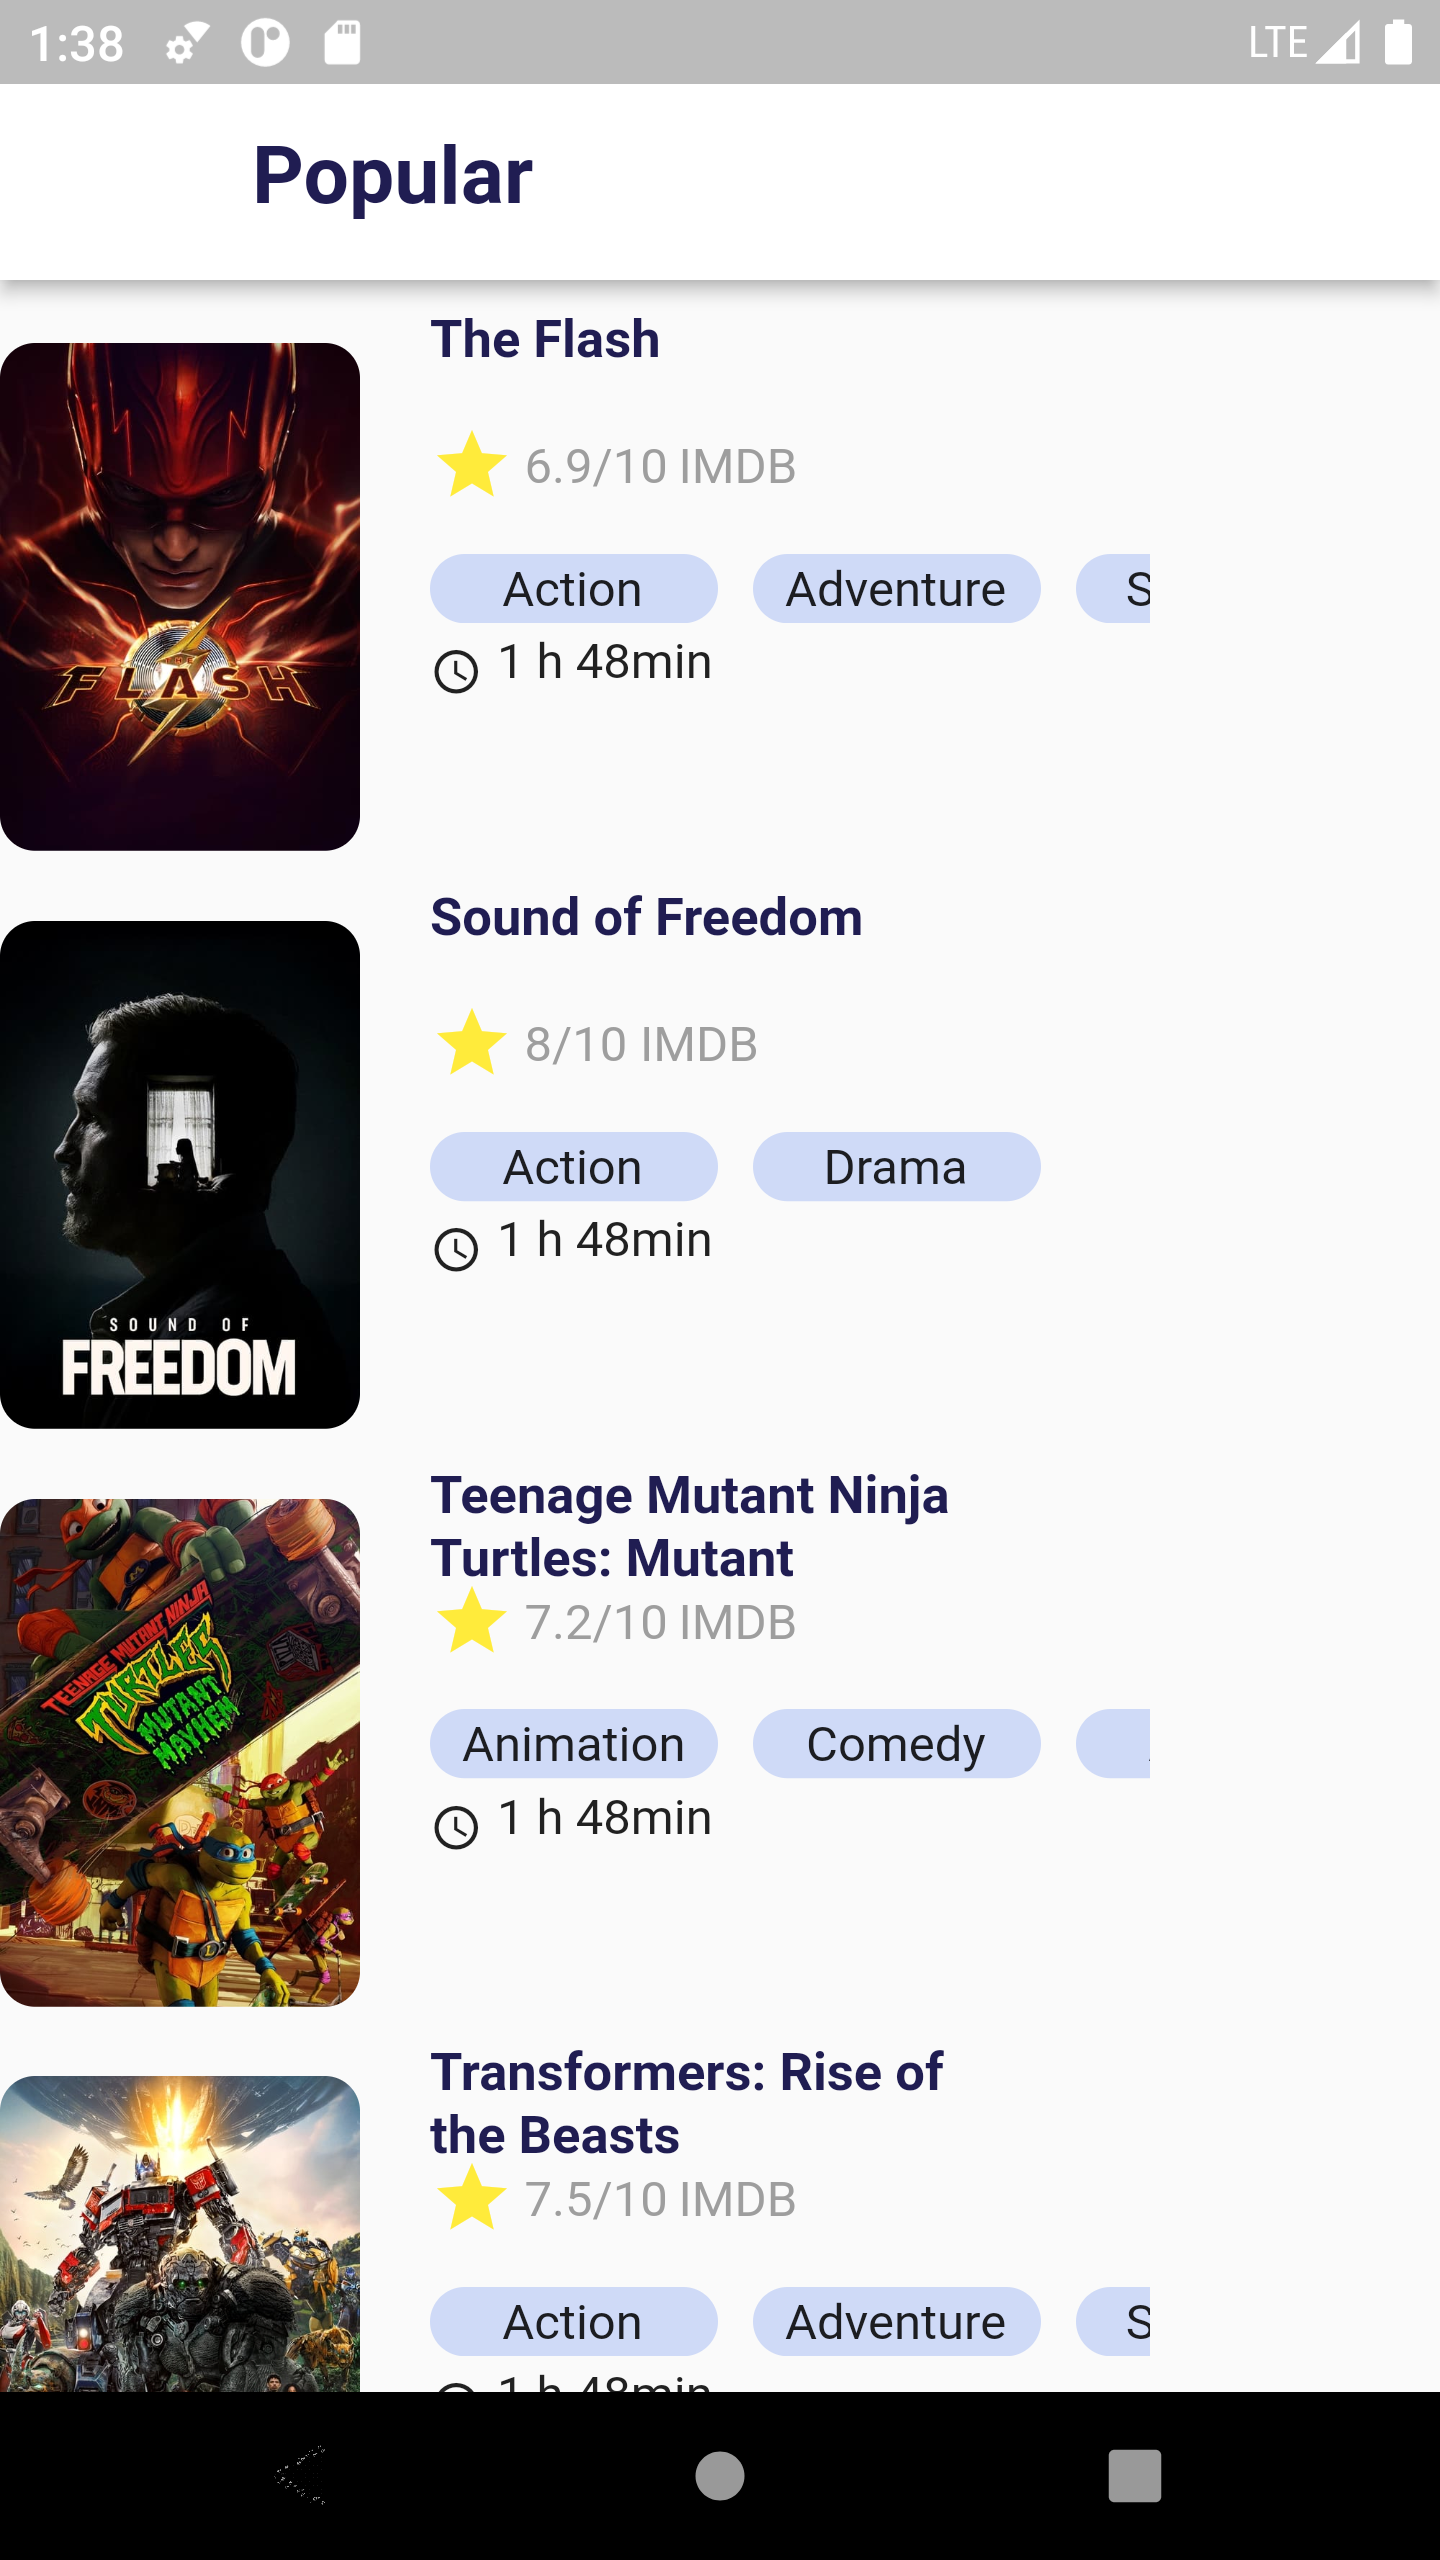 1:38
LTE
Popular
The Flash
6.9/10 IMDB
Action Adventure S
1 h 48min
THE
FLASH
Sound of Freedom
8/10 IMDB
Action Drama
1 h 48min
SOUND OF
FREEDOM
Teenage Mutant Ninja
Turtles: Mutant
7.2/10 IMDB
Animation Comedy
1 h 48min
TEENAGE MUTANT NINJA
TURTLES
MUTANT
MAYHEM
Transformers: Rise of
the Beasts
7.5/10 IMDB
Action Adventure S
1 h 48min